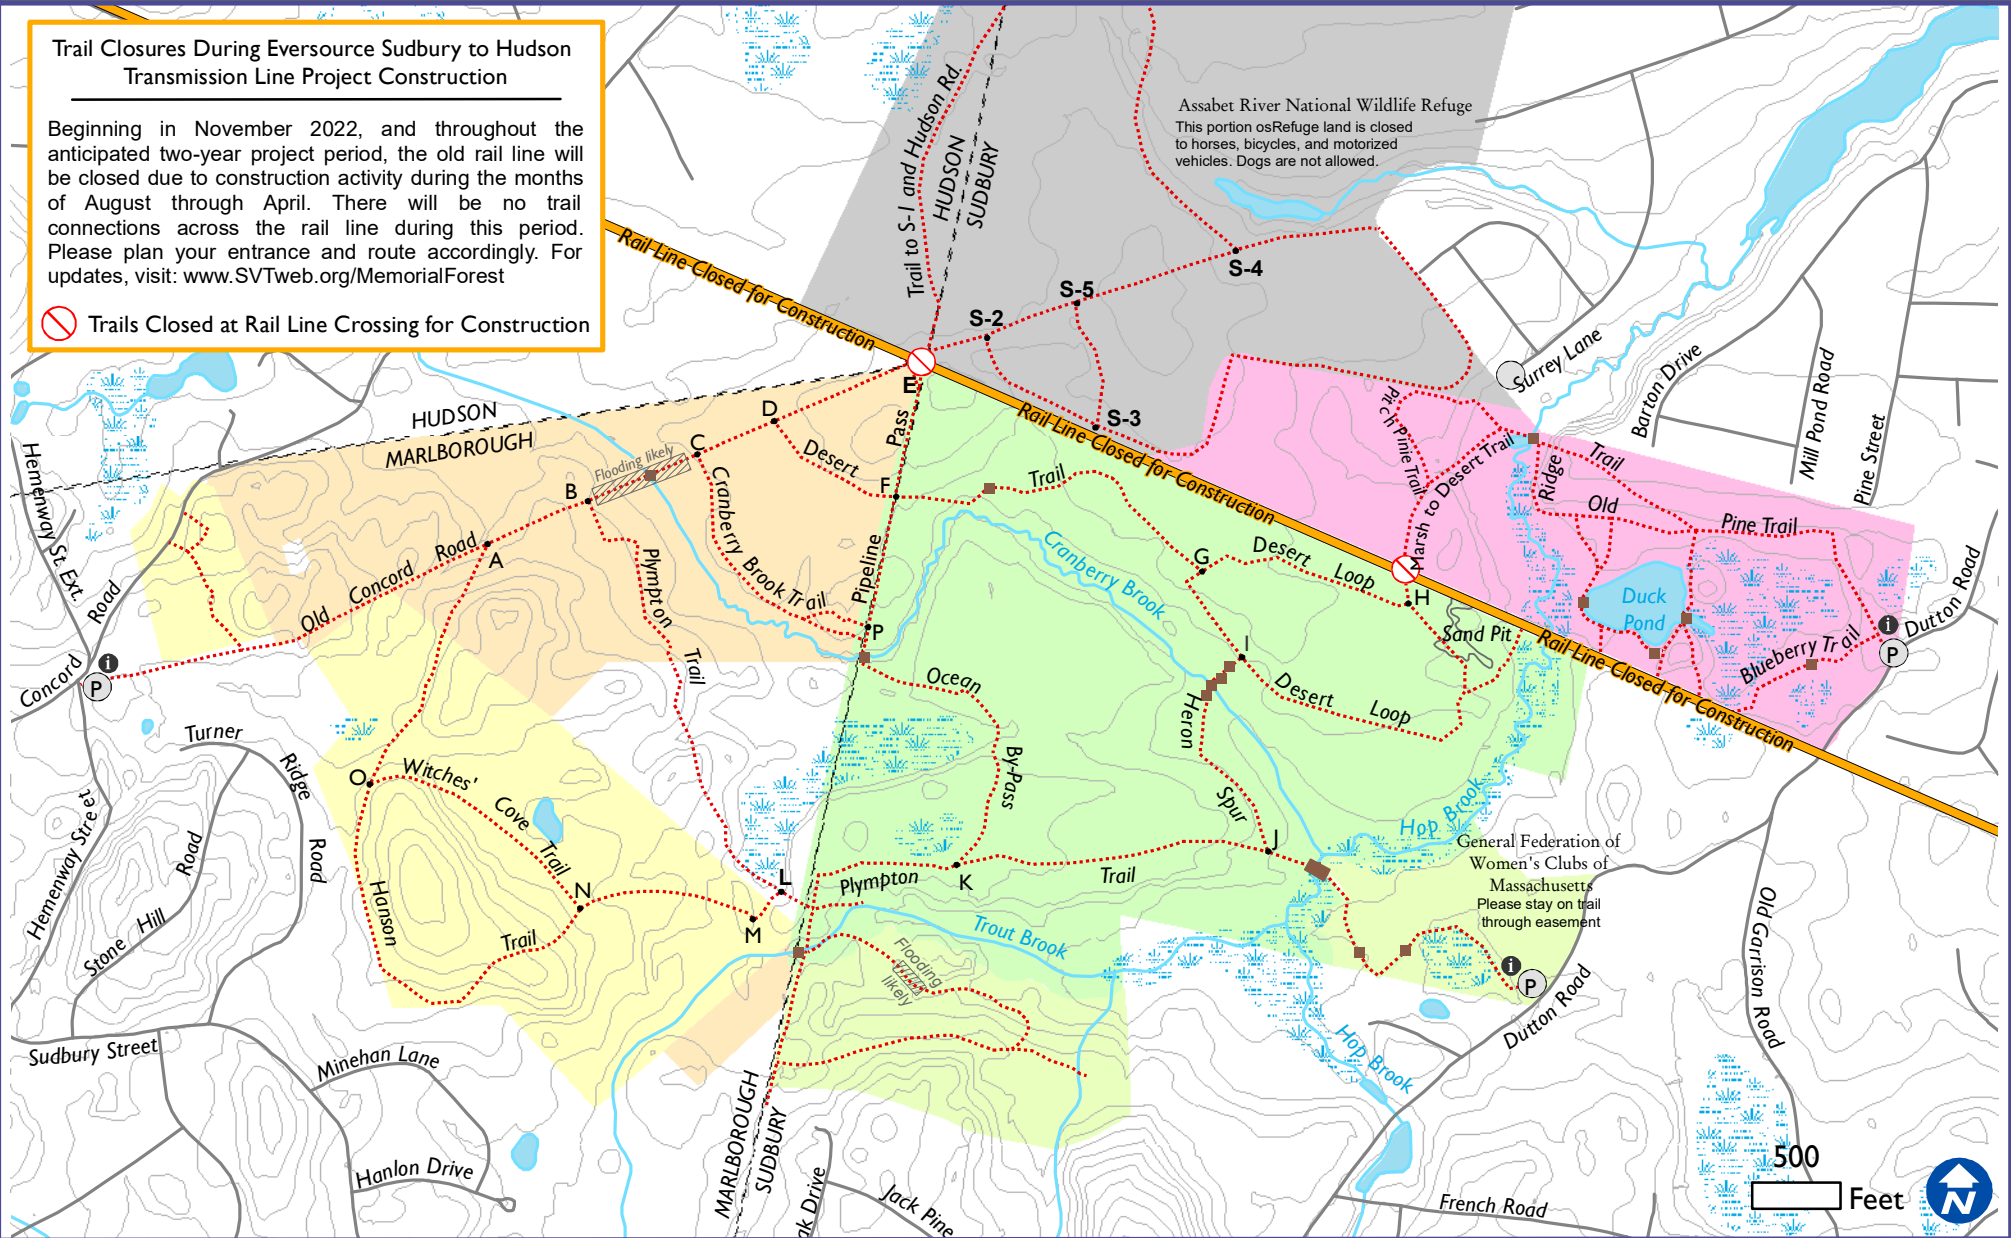 Trail Closures During Eversource Sudbury to Hudson
Transmission Line Project Construction
Beginning in November 2022, and throughout the
anticipated two-year project period, the old rail line will
be closed due to construction activity during the months
of August through April. There will be no trail
connections across the rail line during this period.
Please plan your entrance and route accordingly. For
updates, visit: www.SVTweb.org/MemorialForest
Trails Closed at Rail Line Crossing for Construction
Assabet River National Wildlife Refuge
This portion osRefuge land is closed
to horses, bicycles, and motorized
vehicles. Dogs are not allowed.
Trail to S-1 and Hudson Rd.
HUDSON
SUDBURY
Rail Line Closed for Construction
S-4
S-5
S-2
S-3
E
Rail Line Closed for Construction
Surrey Lane
Barton Drive
Mill Pond Road
Pine Street
HUDSON
MARLBOROUGH
D
C
B
Flooding likely
Desert
Pass
F
Trail
Pit c h Pinie Trail
Marsh to Desert Trail
Ridge
Trail
Old
Pine Trail
Hemenway St. Ext.
Concord Road
Old Concord Road
A
Plympt on
Trail
Cranberry Brook Trail
Pipeline
P
Cranberry Brook
G
Desert
Loop
H
Sand Pit
Duck
Pond
Rail Line Closed for Construction
Blueberry Tr ail
i
P
Dutton Road
i
P
I
Desert
Loop
Heron
Spur
Ocean
By-Pass
Turner
Ridge
Road
O
Witches'
Cove
Trail
Hanson
Trail
N
M
L
Plympton
K
Trail
J
Hop Brook
General Federation of
Women's Clubs of
Massachusetts
Please stay on trail
through easement
Hemenway Street
Stone Hill Road
Trout Brook
Flooding
likely
i
P
Dutton Road
Old Garrison Road
Hop Brook
Sudbury Street
Minehan Lane
Hanlon Drive
MARLBOROUGH
SUDBURY
ak Drive
Jack Pine
French Road
500
Feet
N